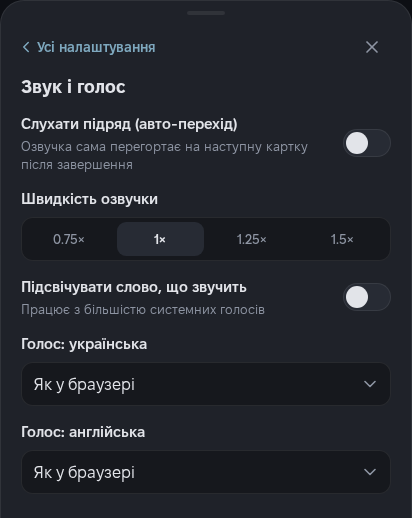 Усі налаштування
Звук і голос
Слухати підряд (авто-перехід)
Озвучка сама перегортає на наступну картку
після завершення
Швидкість озвучки
0.75× 1× 1.25× 1.5×
Підсвічувати слово, що звучить
Працює з більшістю системних голосів
Голос: українська
Як у браузері
Голос: англійська
Як у браузері